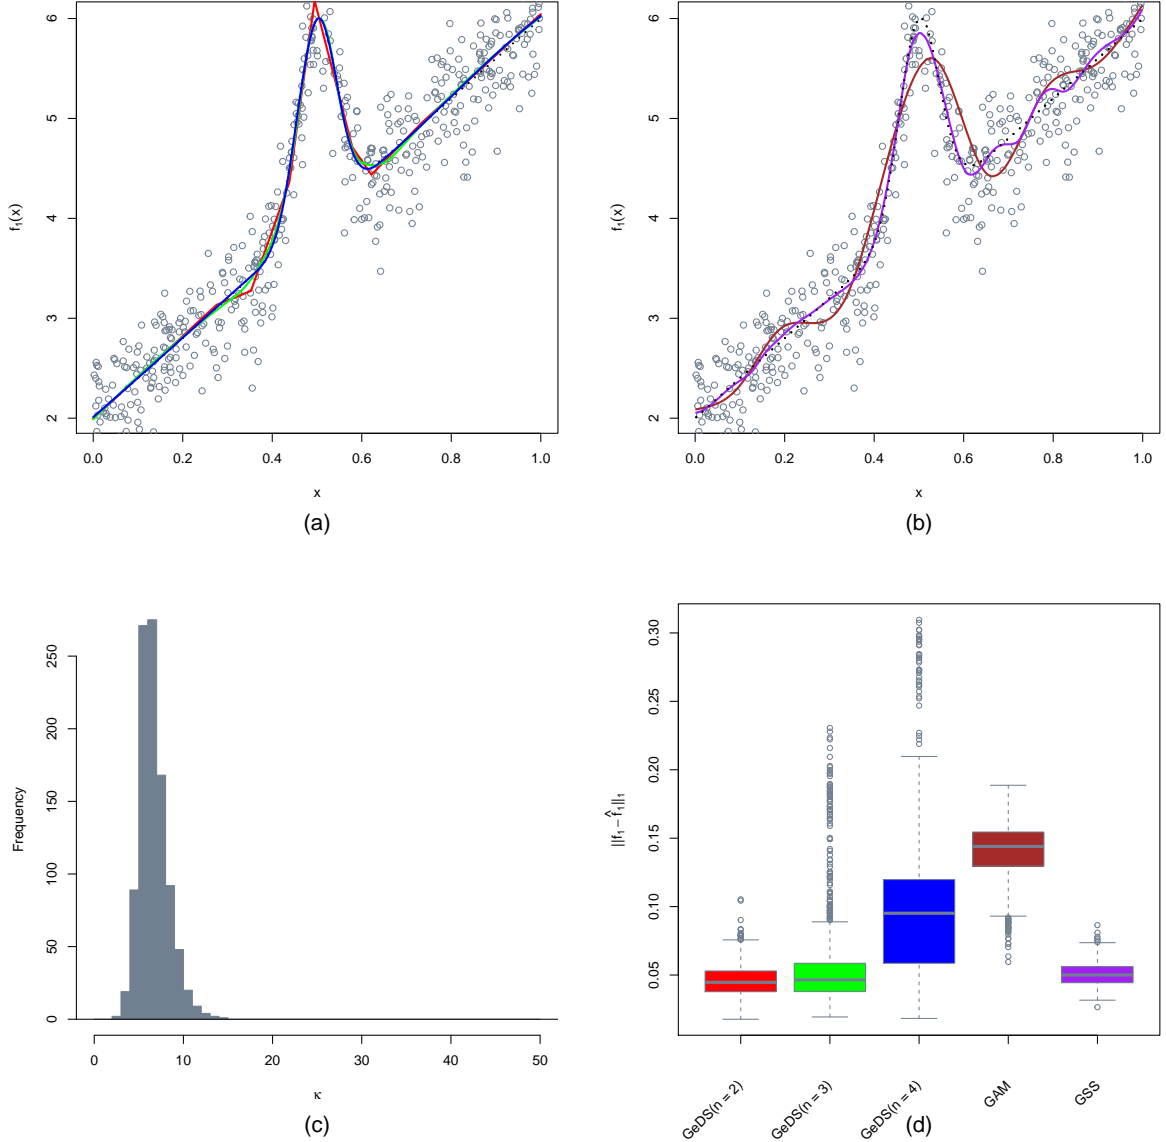 f₁(x)
6
5
4
3
2
0.0 0.2 0.4 0.6 0.8 1.0
x
(a)
f₁(x)
6
5
4
3
2
0.0 0.2 0.4 0.6 0.8 1.0
x
(b)
Frequency
250
200
150
100
50
0
0 10 20 30 40 50
κ
(c)
||f₁ − f̂₁||₁
0.30
0.25
0.20
0.15
0.10
0.05
GeDS(n = 2) GeDS(n = 3) GeDS(n = 4) GAM GSS
(d)